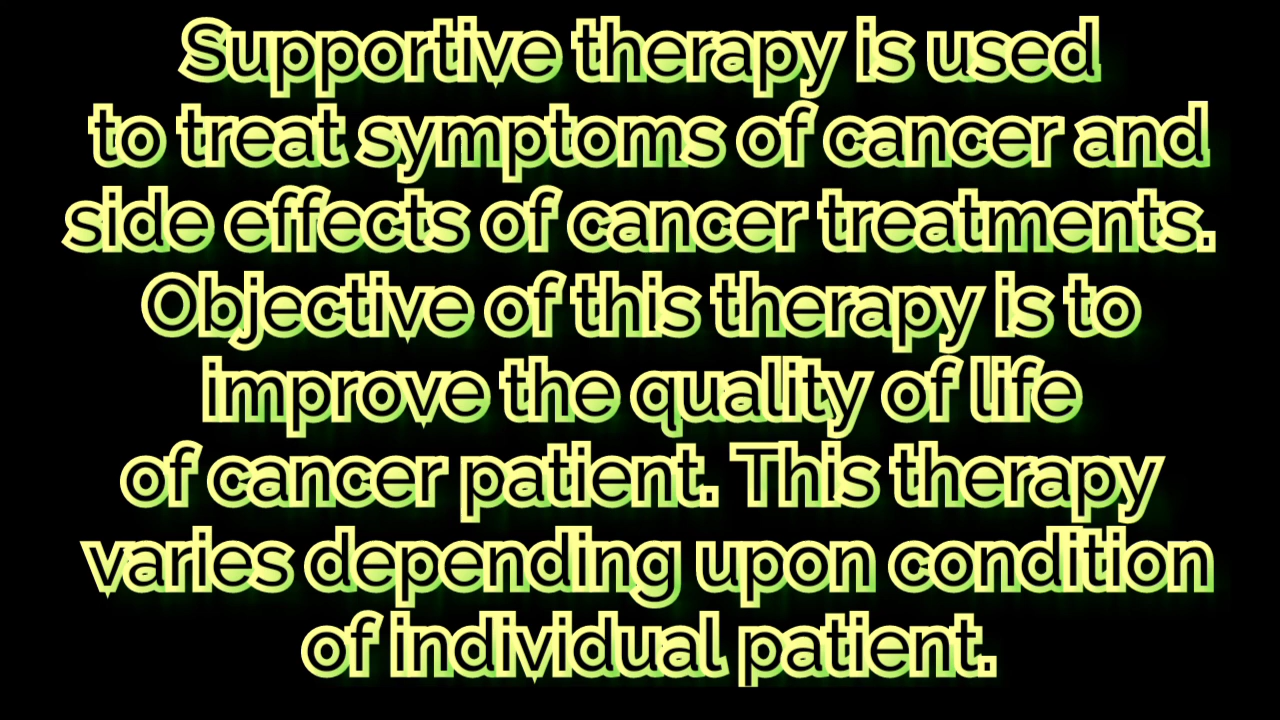 Supportive therapy is used
to treat symptoms of cancer and
side effects of cancer treatments.
Objective of this therapy is to
improve the quality of life
of cancer patient. This therapy
varies depending upon condition
of individual patient.